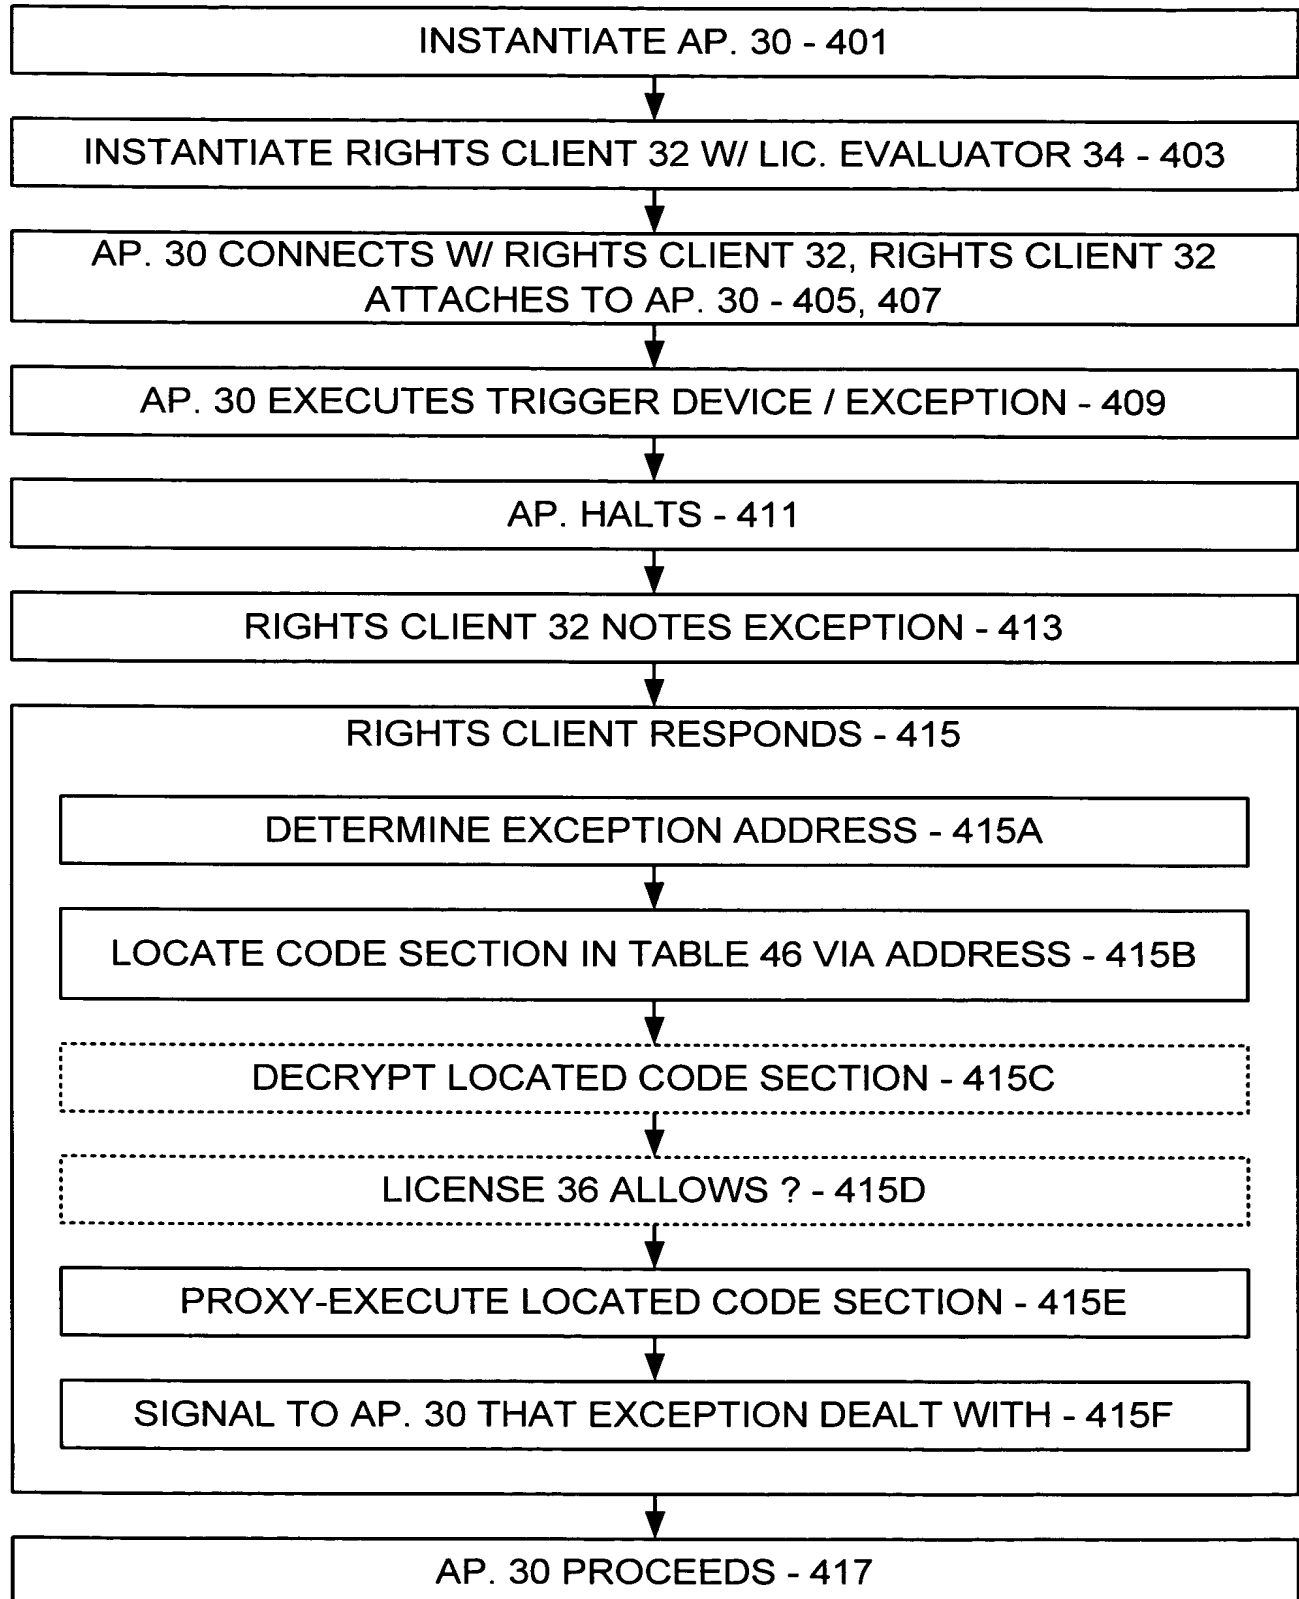 INSTANTIATE AP. 30 - 401
INSTANTIATE RIGHTS CLIENT 32 W/ LIC. EVALUATOR 34 - 403
AP. 30 CONNECTS W/ RIGHTS CLIENT 32, RIGHTS CLIENT 32
ATTACHES TO AP. 30 - 405, 407
AP. 30 EXECUTES TRIGGER DEVICE / EXCEPTION - 409
AP. HALTS - 411
RIGHTS CLIENT 32 NOTES EXCEPTION - 413
RIGHTS CLIENT RESPONDS - 415
DETERMINE EXCEPTION ADDRESS - 415A
LOCATE CODE SECTION IN TABLE 46 VIA ADDRESS - 415B
DECRYPT LOCATED CODE SECTION - 415C
LICENSE 36 ALLOWS ? - 415D
PROXY-EXECUTE LOCATED CODE SECTION - 415E
SIGNAL TO AP. 30 THAT EXCEPTION DEALT WITH - 415F
AP. 30 PROCEEDS - 417